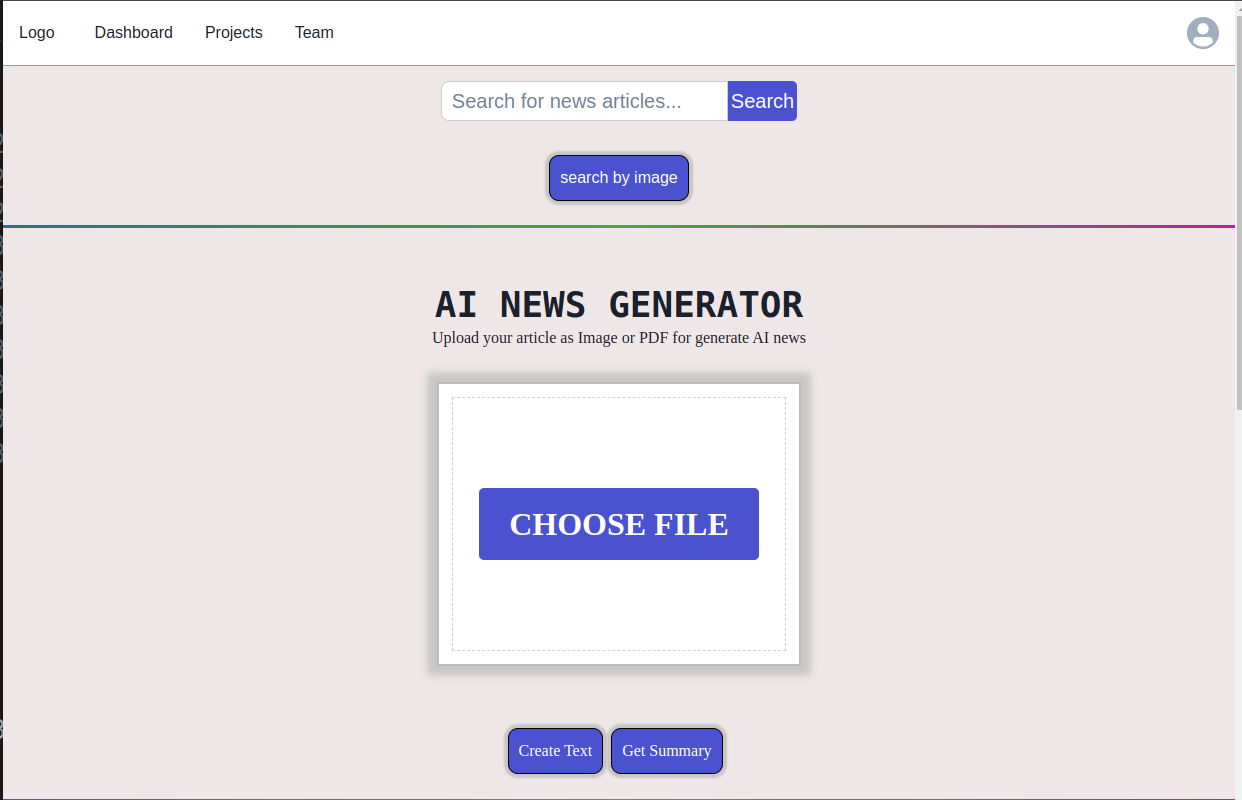 Logo Dashboard Projects Team
Search for news articles... Search
search by image
AI NEWS GENERATOR
Upload your article as Image or PDF for generate AI news
CHOOSE FILE
Create Text Get Summary